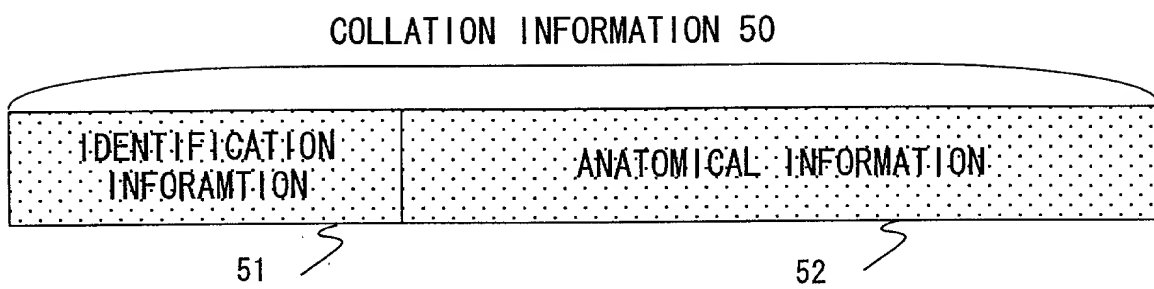 COLLATION INFORMATION 50
IDENTIFICATION
INFORAMTION
ANATOMICAL INFORMATION
51
52